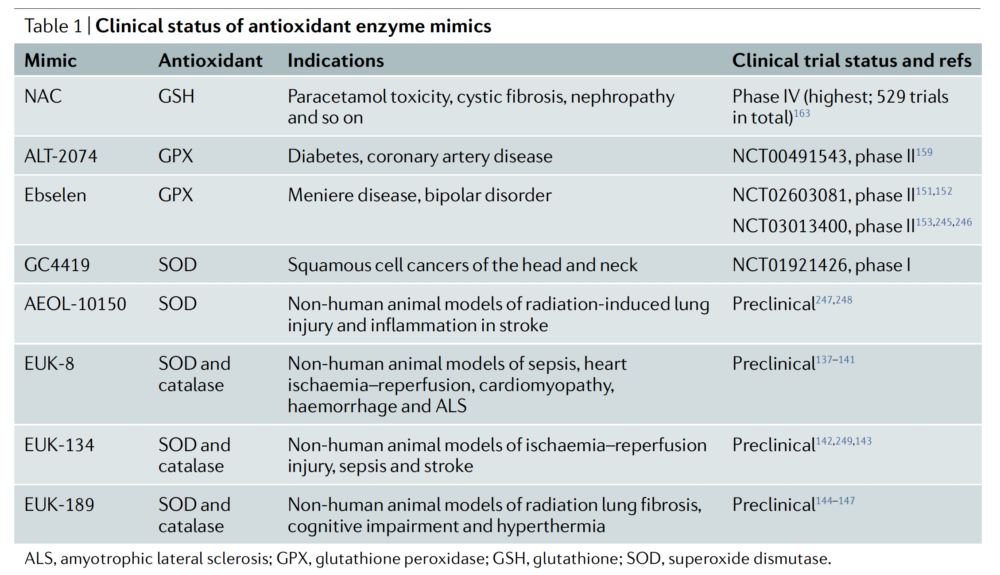 Table 1 | Clinical status of antioxidant enzyme mimics
Mimic Antioxidant Indications Clinical trial status and refs
NAC GSH Paracetamol toxicity, cystic fibrosis, nephropathy Phase IV (highest; 529 trials
and so on in total)163
ALT-2074 GPX Diabetes, coronary artery disease NCT00491543, phase II159
Ebselen GPX Meniere disease, bipolar disorder NCT02603081, phase II151,152
NCT03013400, phase II153,245,246
GC4419 SOD Squamous cell cancers of the head and neck NCT01921426, phase I
AEOL-10150 SOD Non-human animal models of radiation-induced lung Preclinical247,248
injury and inflammation in stroke
EUK-8 SOD and Non-human animal models of sepsis, heart Preclinical137–141
catalase ischaemia–reperfusion, cardiomyopathy,
haemorrhage and ALS
EUK-134 SOD and Non-human animal models of ischaemia–reperfusion Preclinical142,249,143
catalase injury, sepsis and stroke
EUK-189 SOD and Non-human animal models of radiation lung fibrosis, Preclinical144–147
catalase cognitive impairment and hyperthermia
ALS, amyotrophic lateral sclerosis; GPX, glutathione peroxidase; GSH, glutathione; SOD, superoxide dismutase.